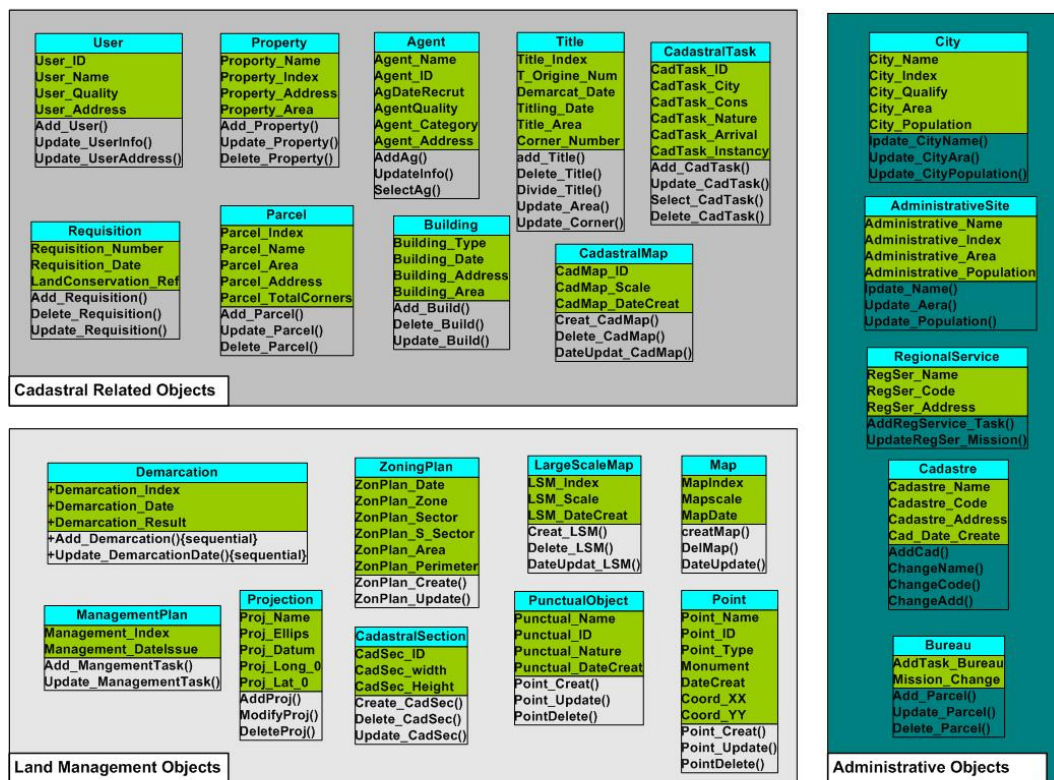 User
User_ID
User_Name
User_Quality
User_Address
Add_User()
Update_UserInfo()
Update_UserAddress()
Property
Property_Name
Property_Index
Property_Address
Property_Area
Add_Property()
Update_Property()
Delete_Property()
Agent
Agent_Name
Agent_ID
AgDateRecrut
AgentQuality
Agent_Category
Agent_Address
AddAg()
UpdateInfo()
SelectAg()
Title
Title_Index
T_Origine_Num
Demarcat_Date
Titling_Date
Title_Area
Corner_Number
add_Title()
Delete_Title()
Divide_Title()
Update_Area()
Update_Corner()
CadastralTask
CadTask_ID
CadTask_City
CadTask_Cons
CadTask_Nature
CadTask_Arrival
CadTask_Instancy
Add_CadTask()
Update_CadTask()
Select_CadTask()
Delete_CadTask()
Requisition
Requisition_Number
Requisition_Date
LandConservation_Ref
Add_Requisition()
Delete_Requisition()
Update_Requisition()
Parcel
Parcel_Index
Parcel_Name
Parcel_Area
Parcel_Address
Parcel_TotalCorners
Add_Parcel()
Update_Parcel()
Delete_Parcel()
Building
Building_Type
Building_Date
Building_Address
Building_Area
Add_Build()
Delete_Build()
Update_Build()
CadastralMap
CadMap_ID
CadMap_Scale
CadMap_DateCreat
Creat_CadMap()
Delete_CadMap()
DateUpdat_CadMap()
Cadastral Related Objects
Demarcation
+Demarcation_Index
+Demarcation_Date
+Demarcation_Result
+Add_Demarcation(){sequential}
+Update_DemarcationDate(){sequential}
ZoningPlan
ZonPlan_Date
ZonPlan_Zone
ZonPlan_Sector
ZonPlan_S_Sector
ZonPlan_Area
ZonPlan_Perimeter
ZonPlan_Create()
ZonPlan_Update()
LargeScaleMap
LSM_Index
LSM_Scale
LSM_DateCreat
Creat_LSM()
Delete_LSM()
DateUpdat_LSM()
Map
MapIndex
Mapscale
MapDate
creatMap()
DelMap()
DateUpdate()
ManagementPlan
Management_Index
Management_DateIssue
Add_MangementTask()
Update_ManagementTask()
Projection
Proj_Name
Proj_Ellips
Proj_Datum
Proj_Long_0
Proj_Lat_0
AddProj()
ModifyProj()
DeleteProj()
CadastralSection
CadSec_ID
CadSec_width
CadSec_Height
Create_CadSec()
Delete_CadSec()
Update_CadSec()
PunctualObject
Punctual_Name
Punctual_ID
Punctual_Nature
Punctual_DateCreat
Point_Creat()
Point_Update()
PointDelete()
Point
Point_Name
Point_ID
Point_Type
Monument
DateCreat
Coord_XX
Coord_YY
Point_Creat()
Point_Update()
PointDelete()
Land Management Objects
City
City_Name
City_Index
City_Qualify
City_Area
City_Population
Ipdate_CityName()
Update_CityAra()
Update_CityPopulation()
AdministrativeSite
Administrative_Name
Administrative_Index
Administrative_Area
Administrative_Population
Ipdate_Name()
Update_Aera()
Update_Population()
RegionalService
RegSer_Name
RegSer_Code
RegSer_Address
AddRegService_Task()
UpdateRegSer_Mission()
Cadastre
Cadastre_Name
Cadastre_Code
Cadastre_Address
Cad_Date_Create
AddCad()
ChangeName()
ChangeCode()
ChangeAdd()
Bureau
AddTask_Bureau
Mission_Change
Add_Parcel()
Update_Parcel()
Delete_Parcel()
Administrative Objects